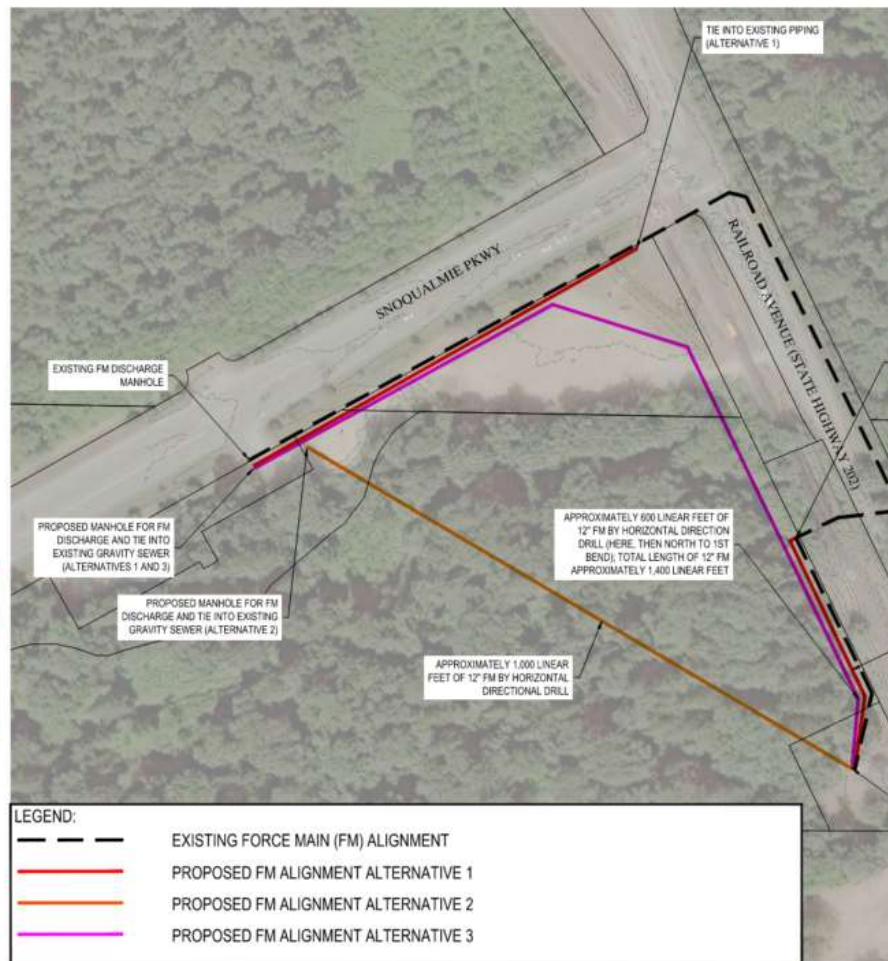 TIE INTO EXISTING PIPING
(ALTERNATIVE 1)
SNOQUALMIE PKWY
RAILROAD AVENUE (STATE HIGHWAY 202)
EXISTING FM DISCHARGE
MANHOLE
PROPOSED MANHOLE FOR FM
DISCHARGE AND TIE INTO
EXISTING GRAVITY SEWER
(ALTERNATIVES 1 AND 3)
APPROXIMATELY 600 LINEAR FEET OF
12" FM BY HORIZONTAL DIRECTION
DRILL (HERE, THEN NORTH TO 1ST
BEND); TOTAL LENGTH OF 12" FM
APPROXIMATELY 1,400 LINEAR FEET
PROPOSED MANHOLE FOR FM
DISCHARGE AND TIE INTO EXISTING
GRAVITY SEWER (ALTERNATIVE 2)
APPROXIMATELY 1,000 LINEAR
FEET OF 12" FM BY HORIZONTAL
DIRECTIONAL DRILL
LEGEND:
EXISTING FORCE MAIN (FM) ALIGNMENT
PROPOSED FM ALIGNMENT ALTERNATIVE 1
PROPOSED FM ALIGNMENT ALTERNATIVE 2
PROPOSED FM ALIGNMENT ALTERNATIVE 3